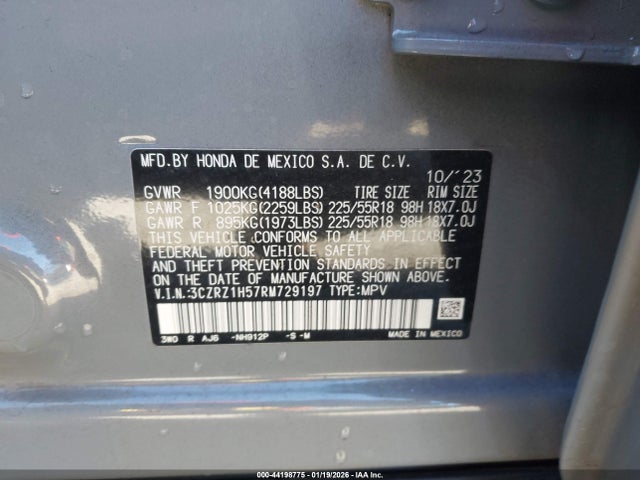 MFD.BY HONDA DE MEXICO S.A. DE C.V.
10/'23
GVWR 1900KG(4188LBS) TIRE SIZE RIM SIZE
GAWR F 1025KG(2259LBS) 225/55R18 98H 18X7.0J
GAWR R 895KG(1973LBS) 225/55R18 98H 18X7.0J
THIS VEHICLE CONFORMS TO ALL APPLICABLE
FEDERAL MOTOR VEHICLE SAFETY
AND THEFT PREVENTION STANDARDS IN EFFECT
ON THE DATE OF MANUFACTURE SHOWN ABOVE.
V.I.N.:3CZRZ1H57RM729197 TYPE:MPV
3W0 R AJ6 -NH912P -S -M
MADE IN MEXICO
000-44198775 - 01/19/2026 - IAA Inc.